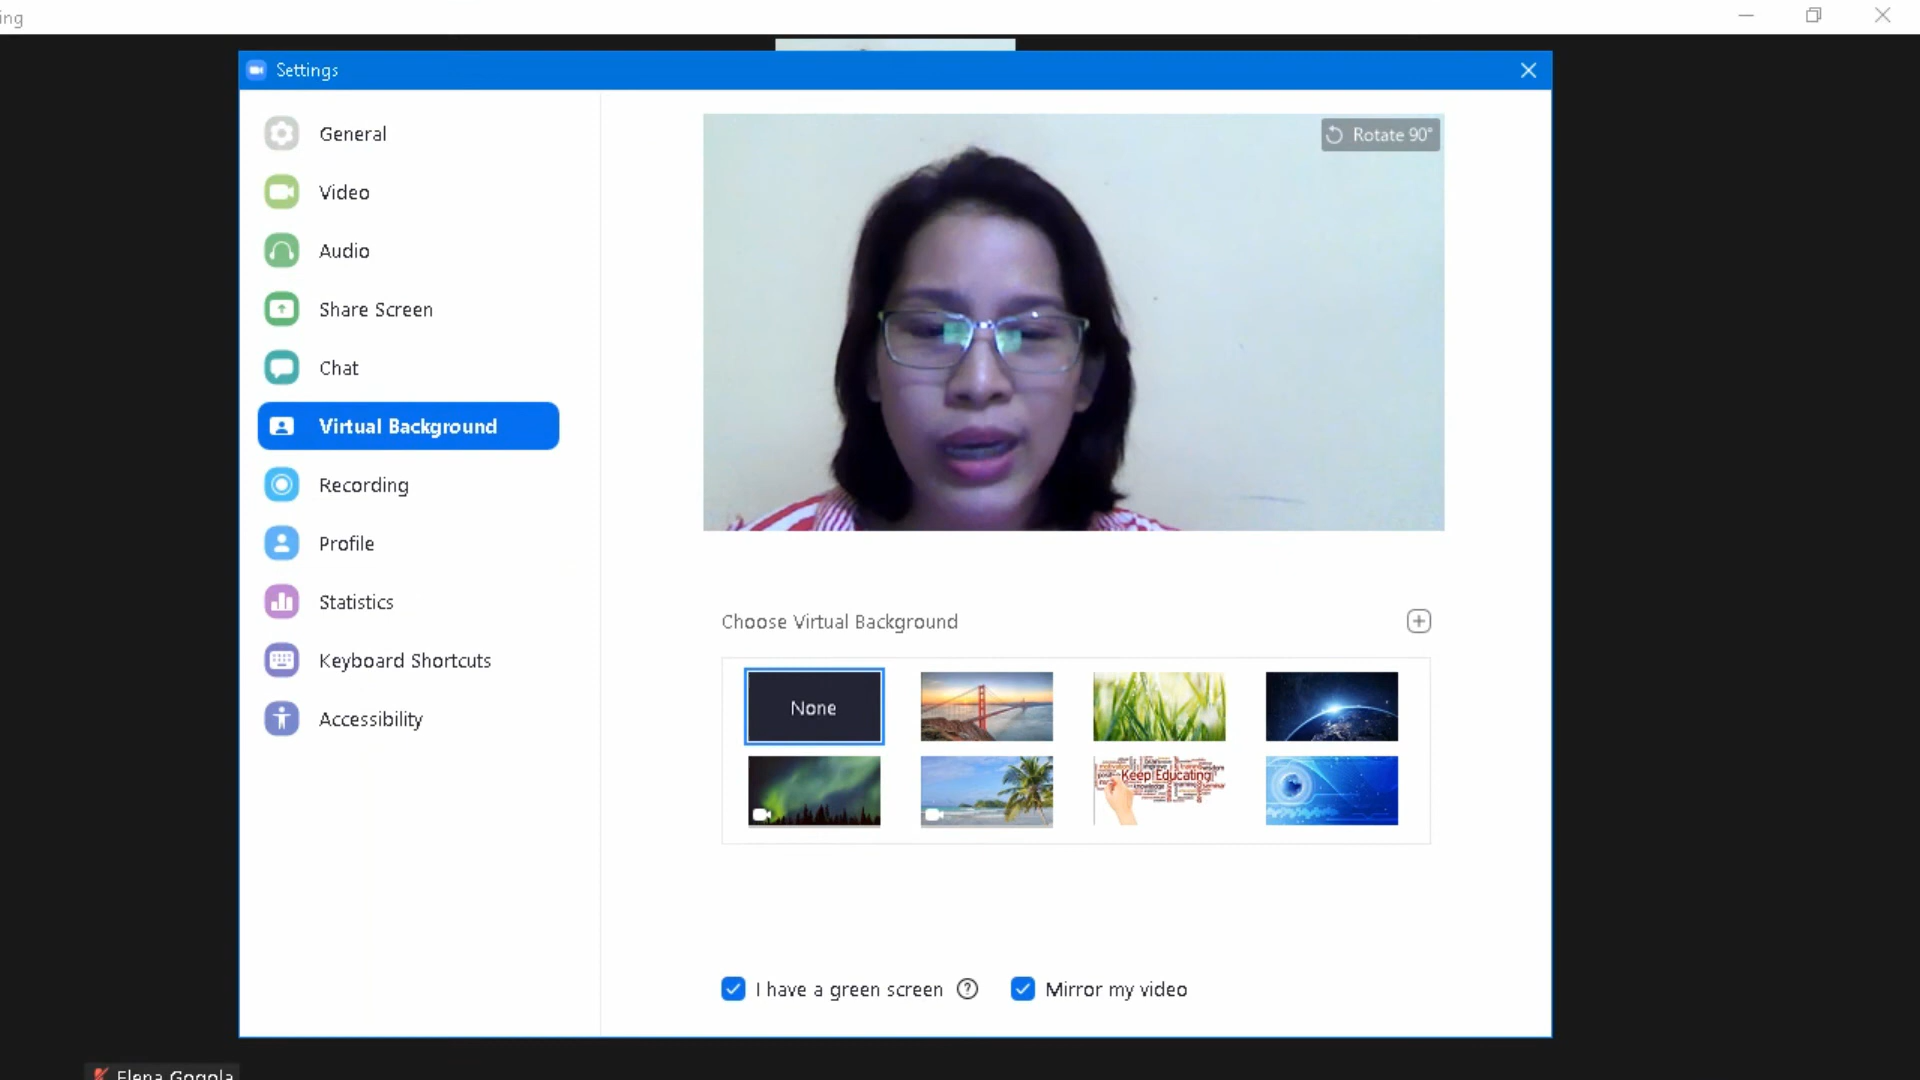 ing
Settings
General
Video
Audio
Share Screen
Chat
Virtual Background
Recording
Profile
Statistics
Keyboard Shortcuts
Accessibility
Rotate 90°
Choose Virtual Background
None
Keep Educating
I have a green screen
Mirror my video
Elena Gogola